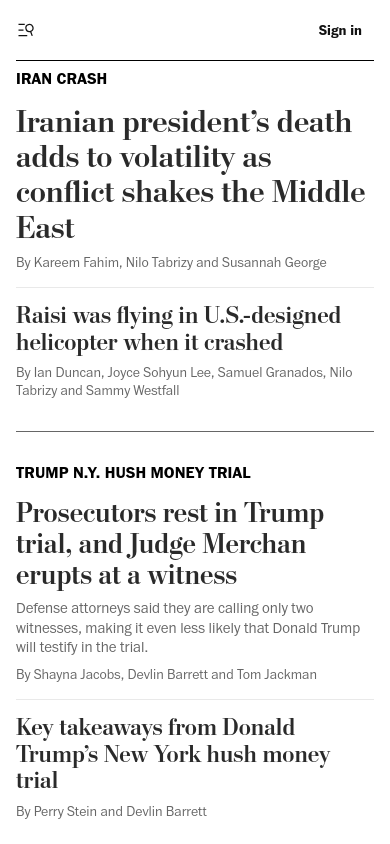 Sign in
IRAN CRASH
Iranian president’s death
adds to volatility as
conflict shakes the Middle
East
By Kareem Fahim, Nilo Tabrizy and Susannah George
Raisi was flying in U.S.-designed
helicopter when it crashed
By Ian Duncan, Joyce Sohyun Lee, Samuel Granados, Nilo
Tabrizy and Sammy Westfall
TRUMP N.Y. HUSH MONEY TRIAL
Prosecutors rest in Trump
trial, and Judge Merchan
erupts at a witness
Defense attorneys said they are calling only two
witnesses, making it even less likely that Donald Trump
will testify in the trial.
By Shayna Jacobs, Devlin Barrett and Tom Jackman
Key takeaways from Donald
Trump’s New York hush money
trial
By Perry Stein and Devlin Barrett